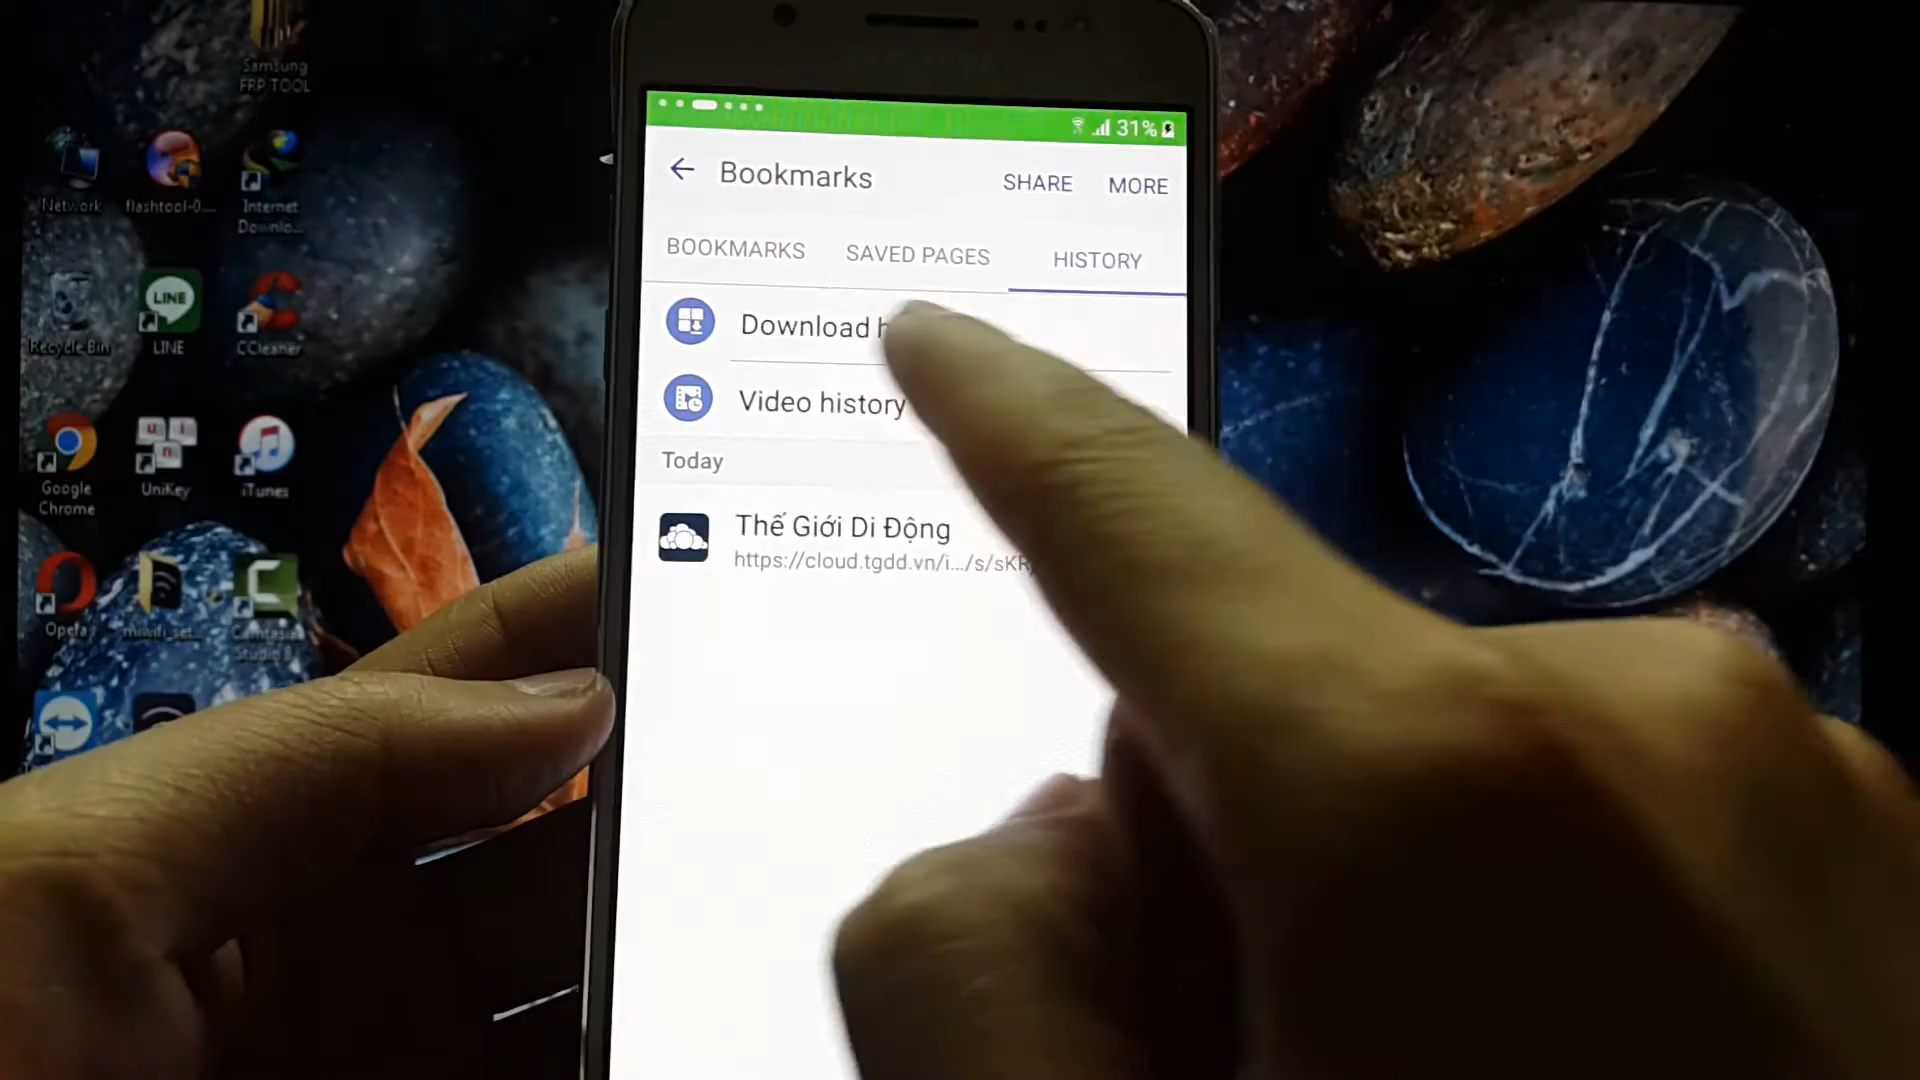 Samsung
FRP TOOL
Network
flashtool-0....
Internet
Downlo...
Recycle Bin
LINE
LINE
CCleaner
Google
Chrome
UniKey
iTunes
Opera
miwifi_set...
Camtasia
Studio 8
31%
Bookmarks
SHARE
MORE
BOOKMARKS
SAVED PAGES
HISTORY
Download
Video history
Today
Thế Giới Di Động
https://cloud.tgdd.vn/i.../s/sKR